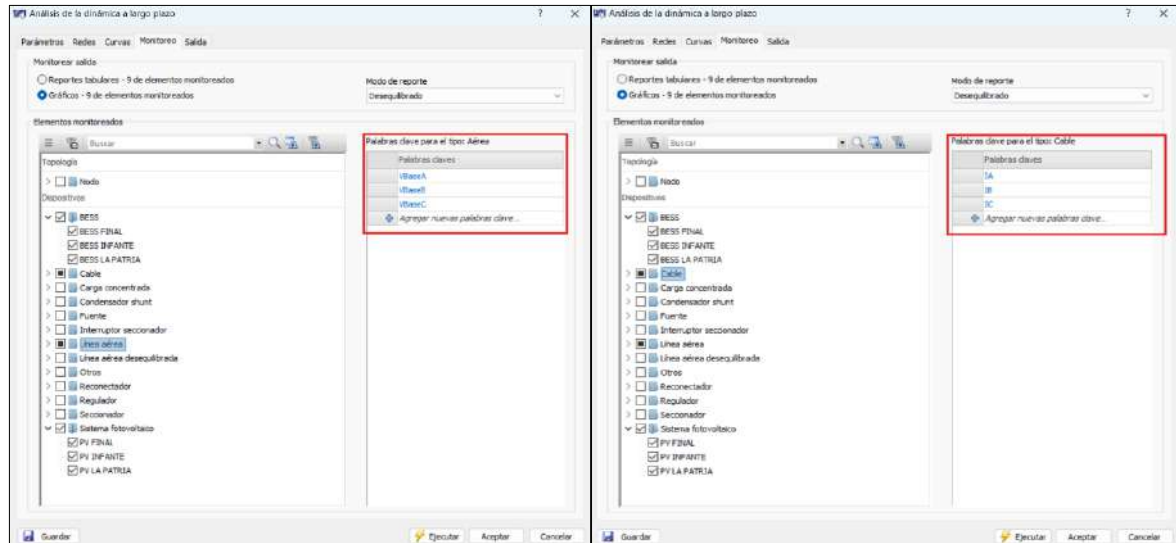 Análisis de la dinámica a largo plazo
Parámetros Redes Curvas Monitoreo Salida
Monitorear salida
Reportes tabulares - 9 de elementos monitoreados
Gráficos - 9 de elementos monitoreados
Modo de reporte
Desequilibrado
Elementos monitoreados
Buscar
Topología
Nodo
Dispositivos
BESS
BESS FINAL
BESS INFANTE
BESS LA PATRIA
Cable
Carga concentrada
Condensador shunt
Fuente
Interruptor seccionador
Línea aérea
Línea aérea desequilibrada
Otros
Reconectador
Regulador
Seccionador
Sistema fotovoltaico
PV FINAL
PV INFANTE
PV LA PATRIA
Palabras clave para el tipo: Aérea
Palabras claves
VBaseA
VBaseB
VBaseC
Agregar nuevas palabras clave...
Guardar
Ejecutar Aceptar Cancelar
Análisis de la dinámica a largo plazo
Parámetros Redes Curvas Monitoreo Salida
Monitorear salida
Reportes tabulares - 9 de elementos monitoreados
Gráficos - 9 de elementos monitoreados
Modo de reporte
Desequilibrado
Elementos monitoreados
Buscar
Topología
Nodo
Dispositivos
BESS
BESS FINAL
BESS INFANTE
BESS LA PATRIA
Cable
Carga concentrada
Condensador shunt
Fuente
Interruptor seccionador
Línea aérea
Línea aérea desequilibrada
Otros
Reconectador
Regulador
Seccionador
Sistema fotovoltaico
PV FINAL
PV INFANTE
PV LA PATRIA
Palabras clave para el tipo: Cable
Palabras claves
IA
IB
IC
Agregar nuevas palabras clave...
Guardar
Ejecutar Aceptar Cancelar